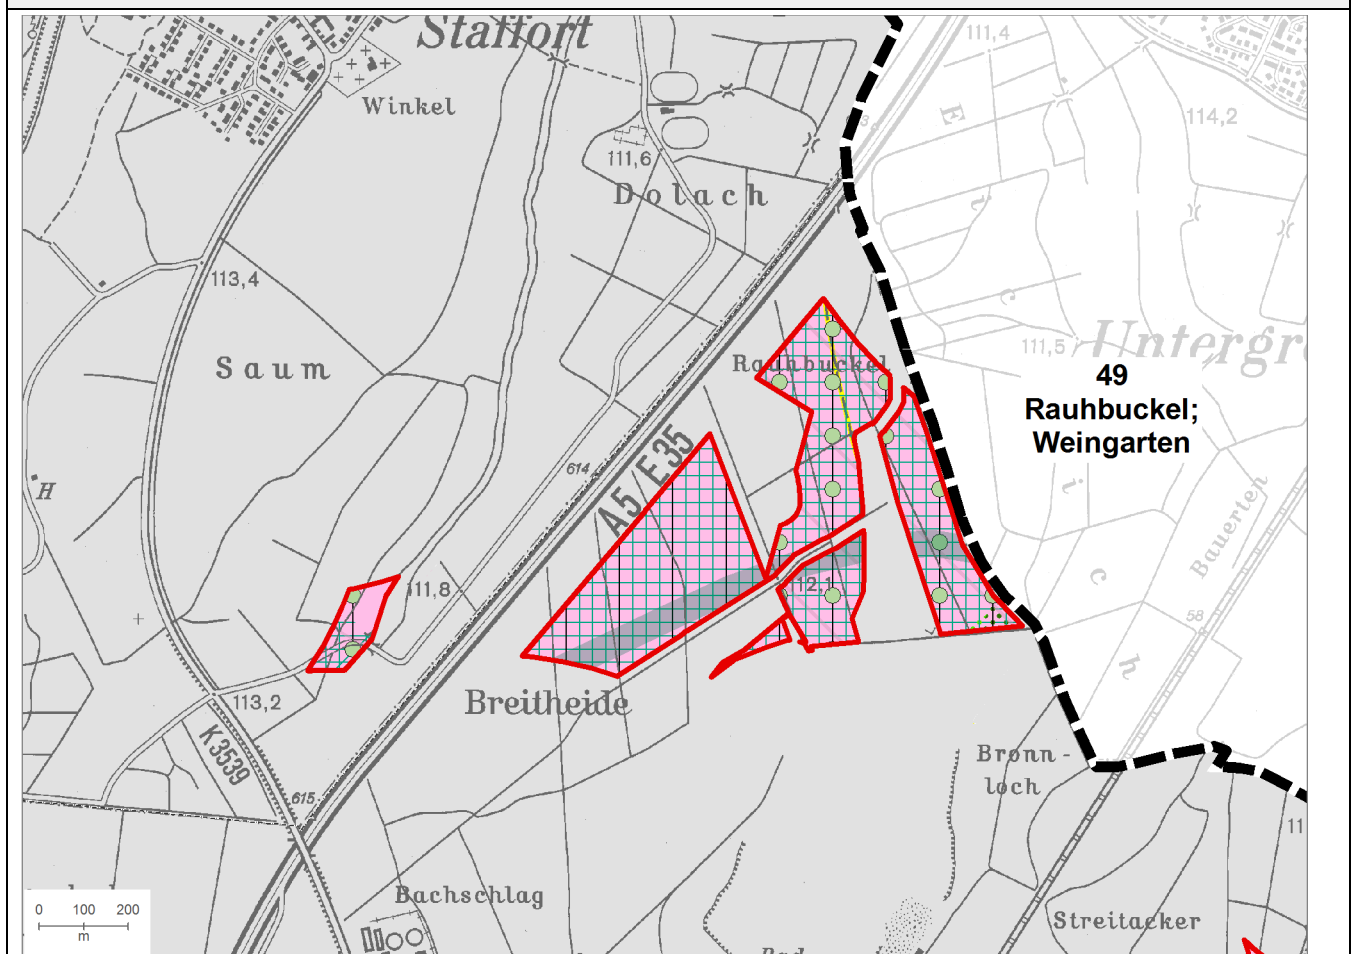 Staffort
111,4
Winkel
E
114,2
111,6
Dolach
i
113,4
c
111,5
Untergr
Saum
Rauhbuckel
49
Rauhbuckel;
Weingarten
A5 E35
614
H
i
Bauerten
c
111,8
12,1
58
h
113,2
Breitheide
K3539
Bronn-
loch
615
11
Bachschlag
0 100 200
m
Streitacker